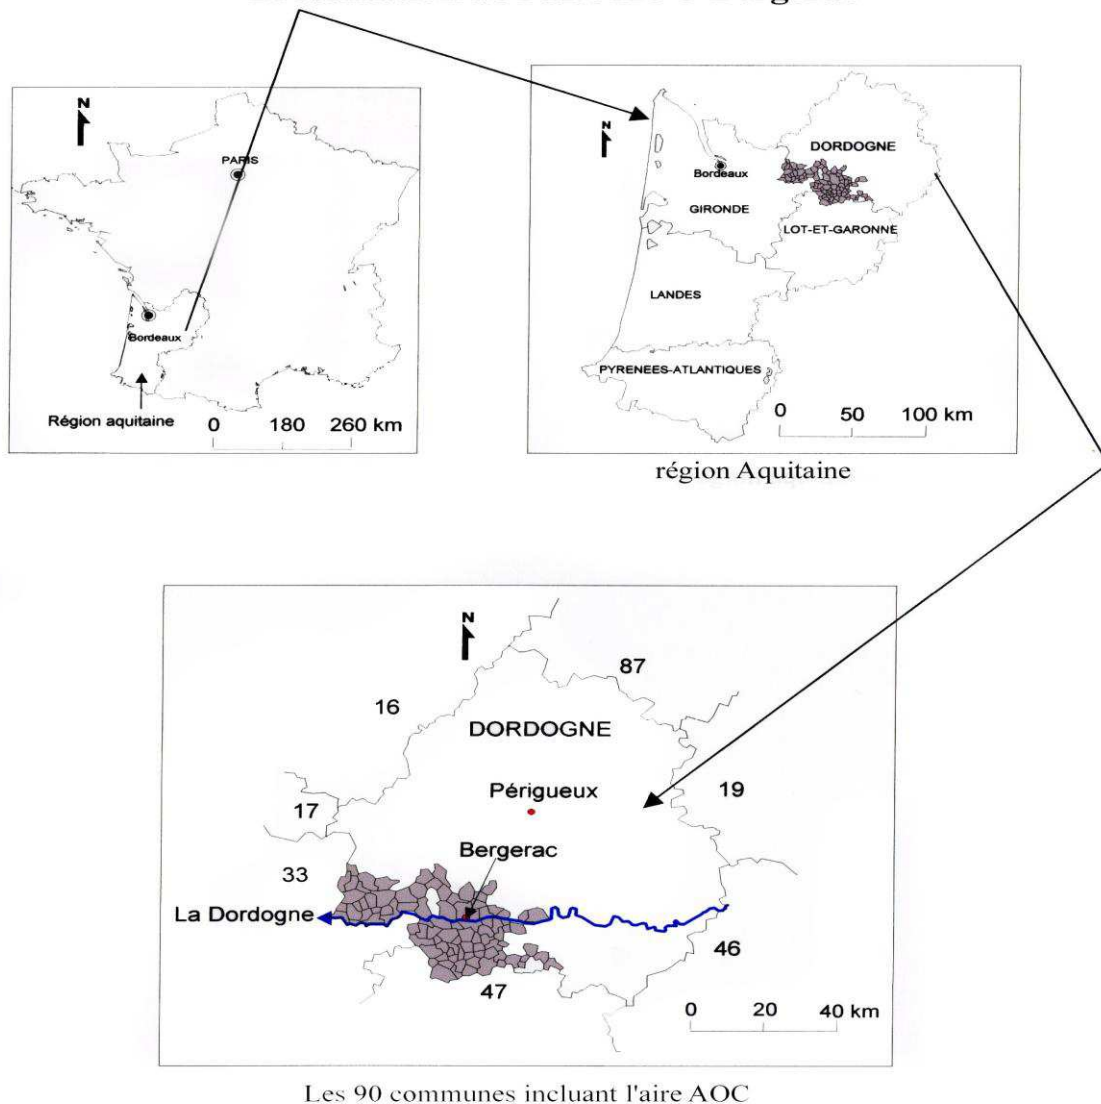 N
PARIS
Bordeaux
Région aquitaine
0 180 260 km
N
DORDOGNE
Bordeaux
GIRONDE
LOT-ET-GARONNE
LANDES
PYRENEES-ATLANTIQUES
0 50 100 km
région Aquitaine
N
87
16
DORDOGNE
Périgueux
19
17
Bergerac
33
La Dordogne
46
47
0 20 40 km
Les 90 communes incluant l'aire AOC